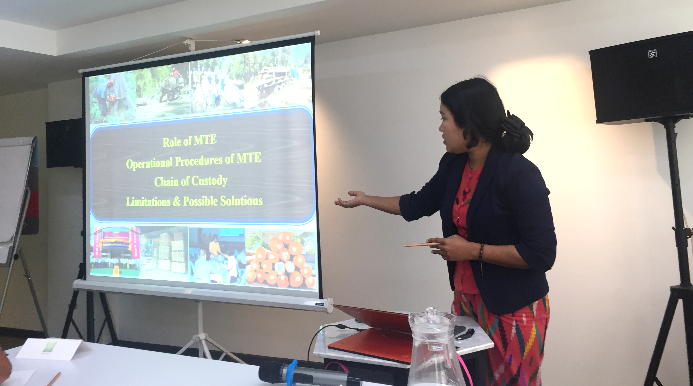 Role of MTE
Operational Procedures of MTE
Chain of Custody
Limitations & Possible Solutions